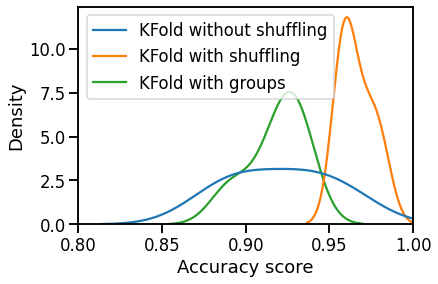 KFold without shuffling
KFold with shuffling
KFold with groups
Density
10.0
7.5
5.0
2.5
0.0
0.80 0.85 0.90 0.95 1.00
Accuracy score